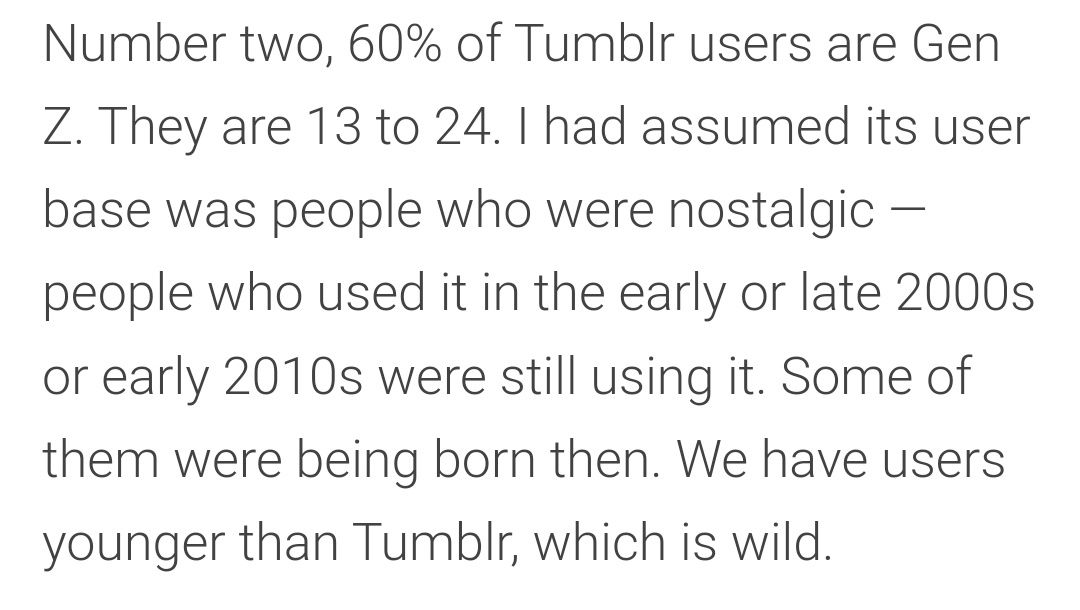 Number two, 60% of Tumblr users are Gen
Z. They are 13 to 24. I had assumed its user
base was people who were nostalgic —
people who used it in the early or late 2000s
or early 2010s were still using it. Some of
them were being born then. We have users
younger than Tumblr, which is wild.